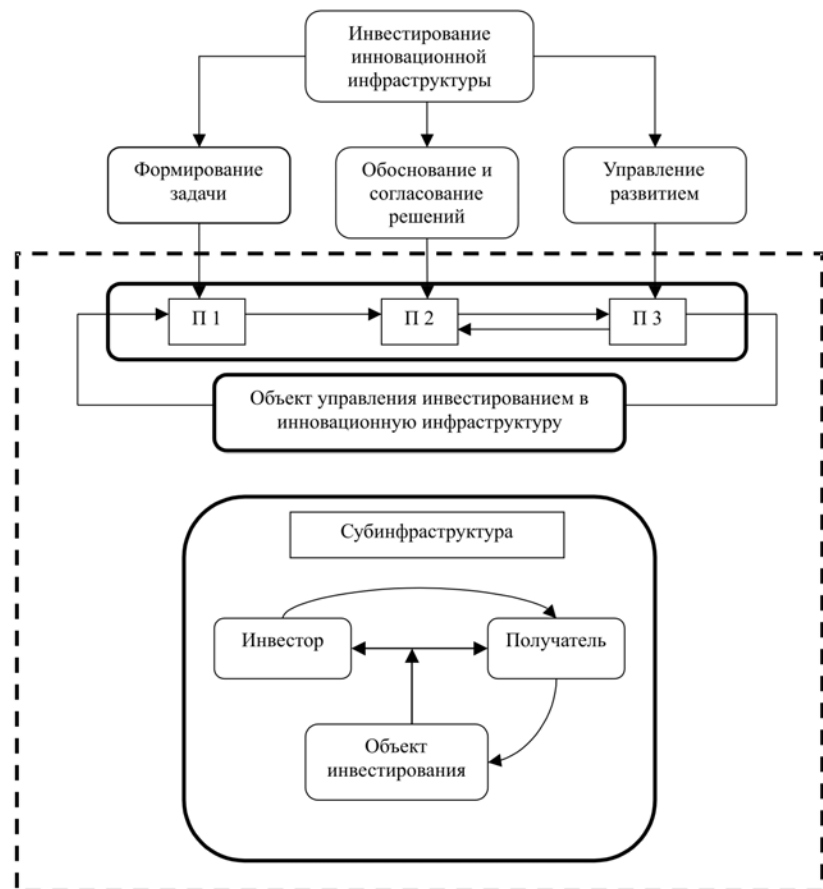 Инвестирование
инновационной
инфраструктуры
Формирование
задачи
Обоснование и
согласование
решений
Управление
развитием
П 1
П 2
П 3
Объект управления инвестированием в
инновационную инфраструктуру
Субинфраструктура
Инвестор
Получатель
Объект
инвестирования